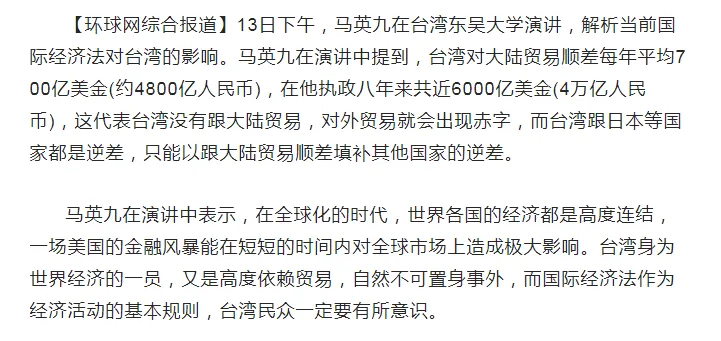 【环球网综合报道】13日下午，马英九在台湾东吴大学演讲，解析当前国
际经济法对台湾的影响。马英九在演讲中提到，台湾对大陆贸易顺差每年平均7
00亿美金(约4800亿人民币)，在他执政八年来共近6000亿美金(4万亿人民
币)，这代表台湾没有跟大陆贸易，对外贸易就会出现赤字，而台湾跟日本等国
家都是逆差，只能以跟大陆贸易顺差填补其他国家的逆差。
马英九在演讲中表示，在全球化的时代，世界各国的经济都是高度连结，
一场美国的金融风暴能在短短的时间内对全球市场上造成极大影响。台湾身为
世界经济的一员，又是高度依赖贸易，自然不可置身事外，而国际经济法作为
经济活动的基本规则，台湾民众一定要有所意识。